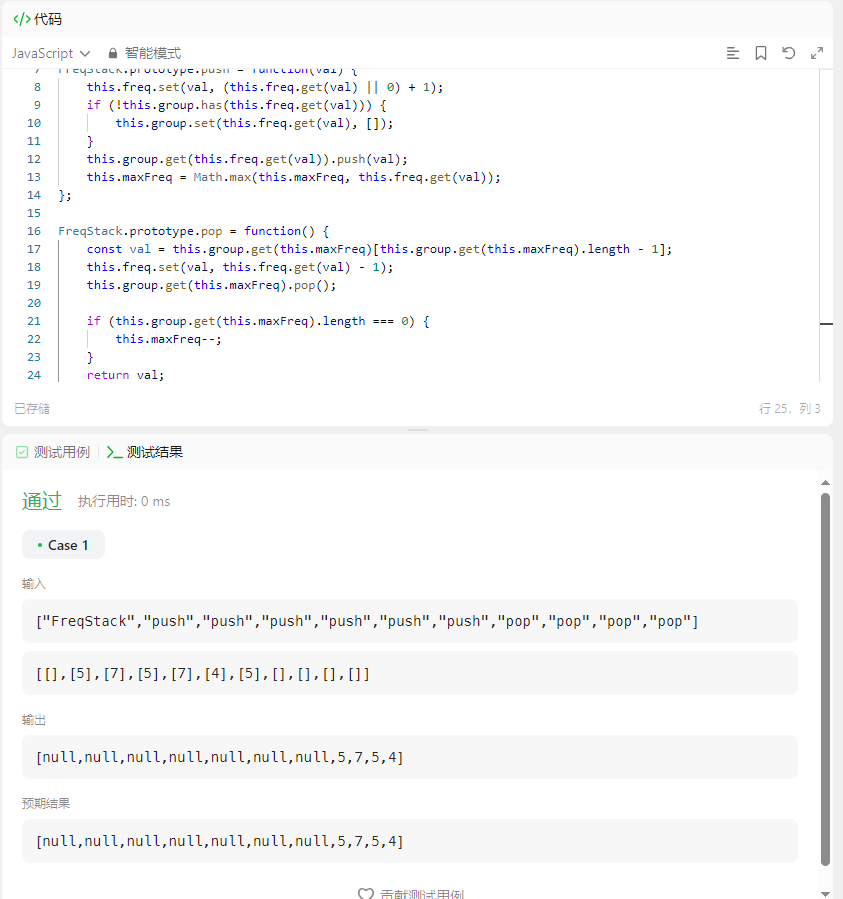 </> 代码
JavaScript 智能模式
7 FreqStack.prototype.push = function(val) {
8 this.freq.set(val, (this.freq.get(val) || 0) + 1);
9 if (!this.group.has(this.freq.get(val))) {
10 this.group.set(this.freq.get(val), []);
11 }
12 this.group.get(this.freq.get(val)).push(val);
13 this.maxFreq = Math.max(this.maxFreq, this.freq.get(val));
14 };
15
16 FreqStack.prototype.pop = function() {
17 const val = this.group.get(this.maxFreq)[this.group.get(this.maxFreq).length - 1];
18 this.freq.set(val, this.freq.get(val) - 1);
19 this.group.get(this.maxFreq).pop();
20
21 if (this.group.get(this.maxFreq).length === 0) {
22 this.maxFreq--;
23 }
24 return val;
已存储 行 25, 列 3
测试用例 | >_ 测试结果
通过 执行用时: 0 ms
• Case 1
输入
["FreqStack","push","push","push","push","push","push","pop","pop","pop","pop"]
[[],[5],[7],[5],[7],[4],[5],[],[],[],[]]
输出
[null,null,null,null,null,null,null,5,7,5,4]
预期结果
[null,null,null,null,null,null,null,5,7,5,4]
贡献测试用例